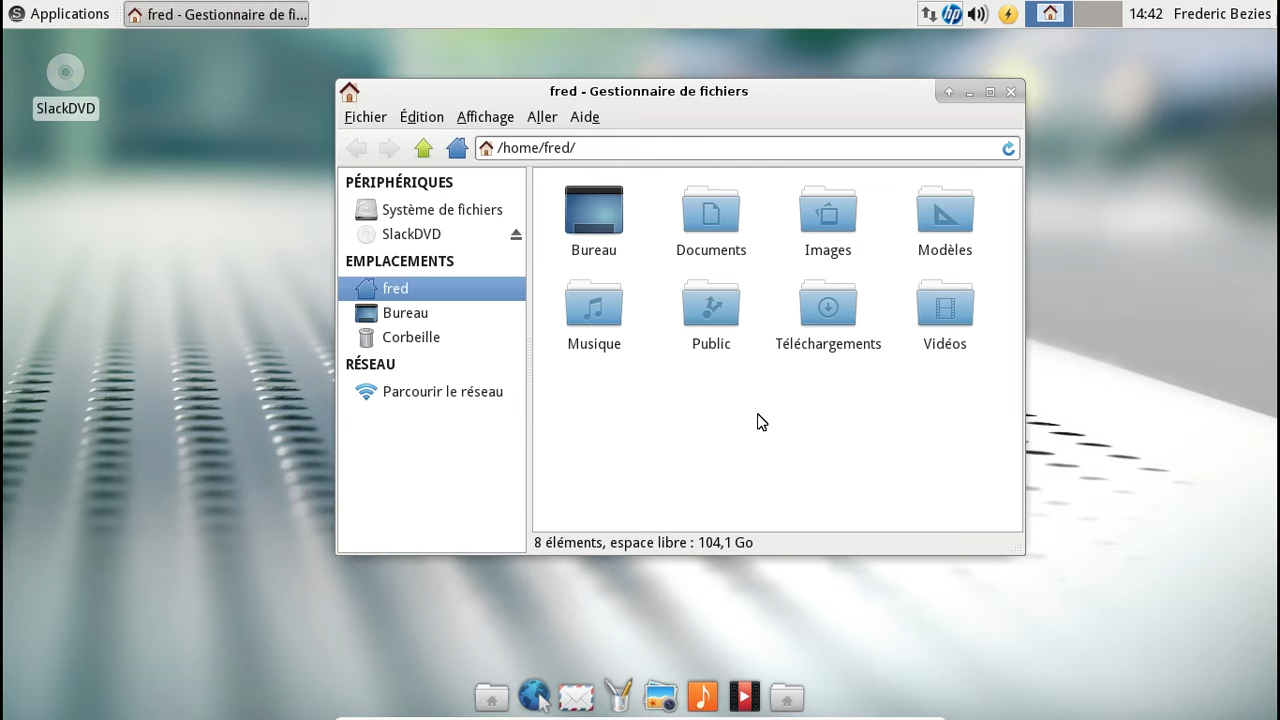 Applications
fred - Gestionnaire de fi...
hp
14:42
Frederic Bezies
SlackDVD
fred - Gestionnaire de fichiers
Fichier Édition Affichage Aller Aide
/home/fred/
PÉRIPHÉRIQUES
Système de fichiers
SlackDVD
EMPLACEMENTS
fred
Bureau
Corbeille
RÉSEAU
Parcourir le réseau
Bureau Documents Images Modèles
Musique Public Téléchargements Vidéos
8 éléments, espace libre : 104,1 Go